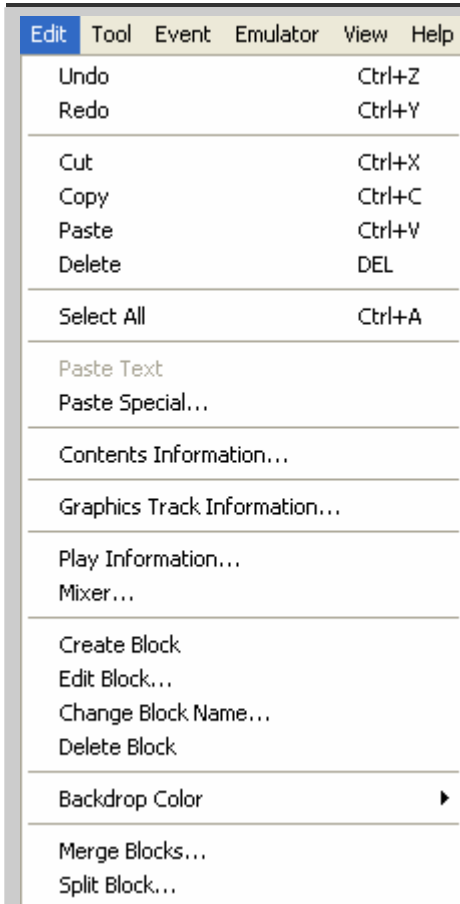 Edit Tool Event Emulator View Help
Undo Ctrl+Z
Redo Ctrl+Y
Cut Ctrl+X
Copy Ctrl+C
Paste Ctrl+V
Delete DEL
Select All Ctrl+A
Paste Text
Paste Special...
Contents Information...
Graphics Track Information...
Play Information...
Mixer...
Create Block
Edit Block...
Change Block Name...
Delete Block
Backdrop Color
Merge Blocks...
Split Block...